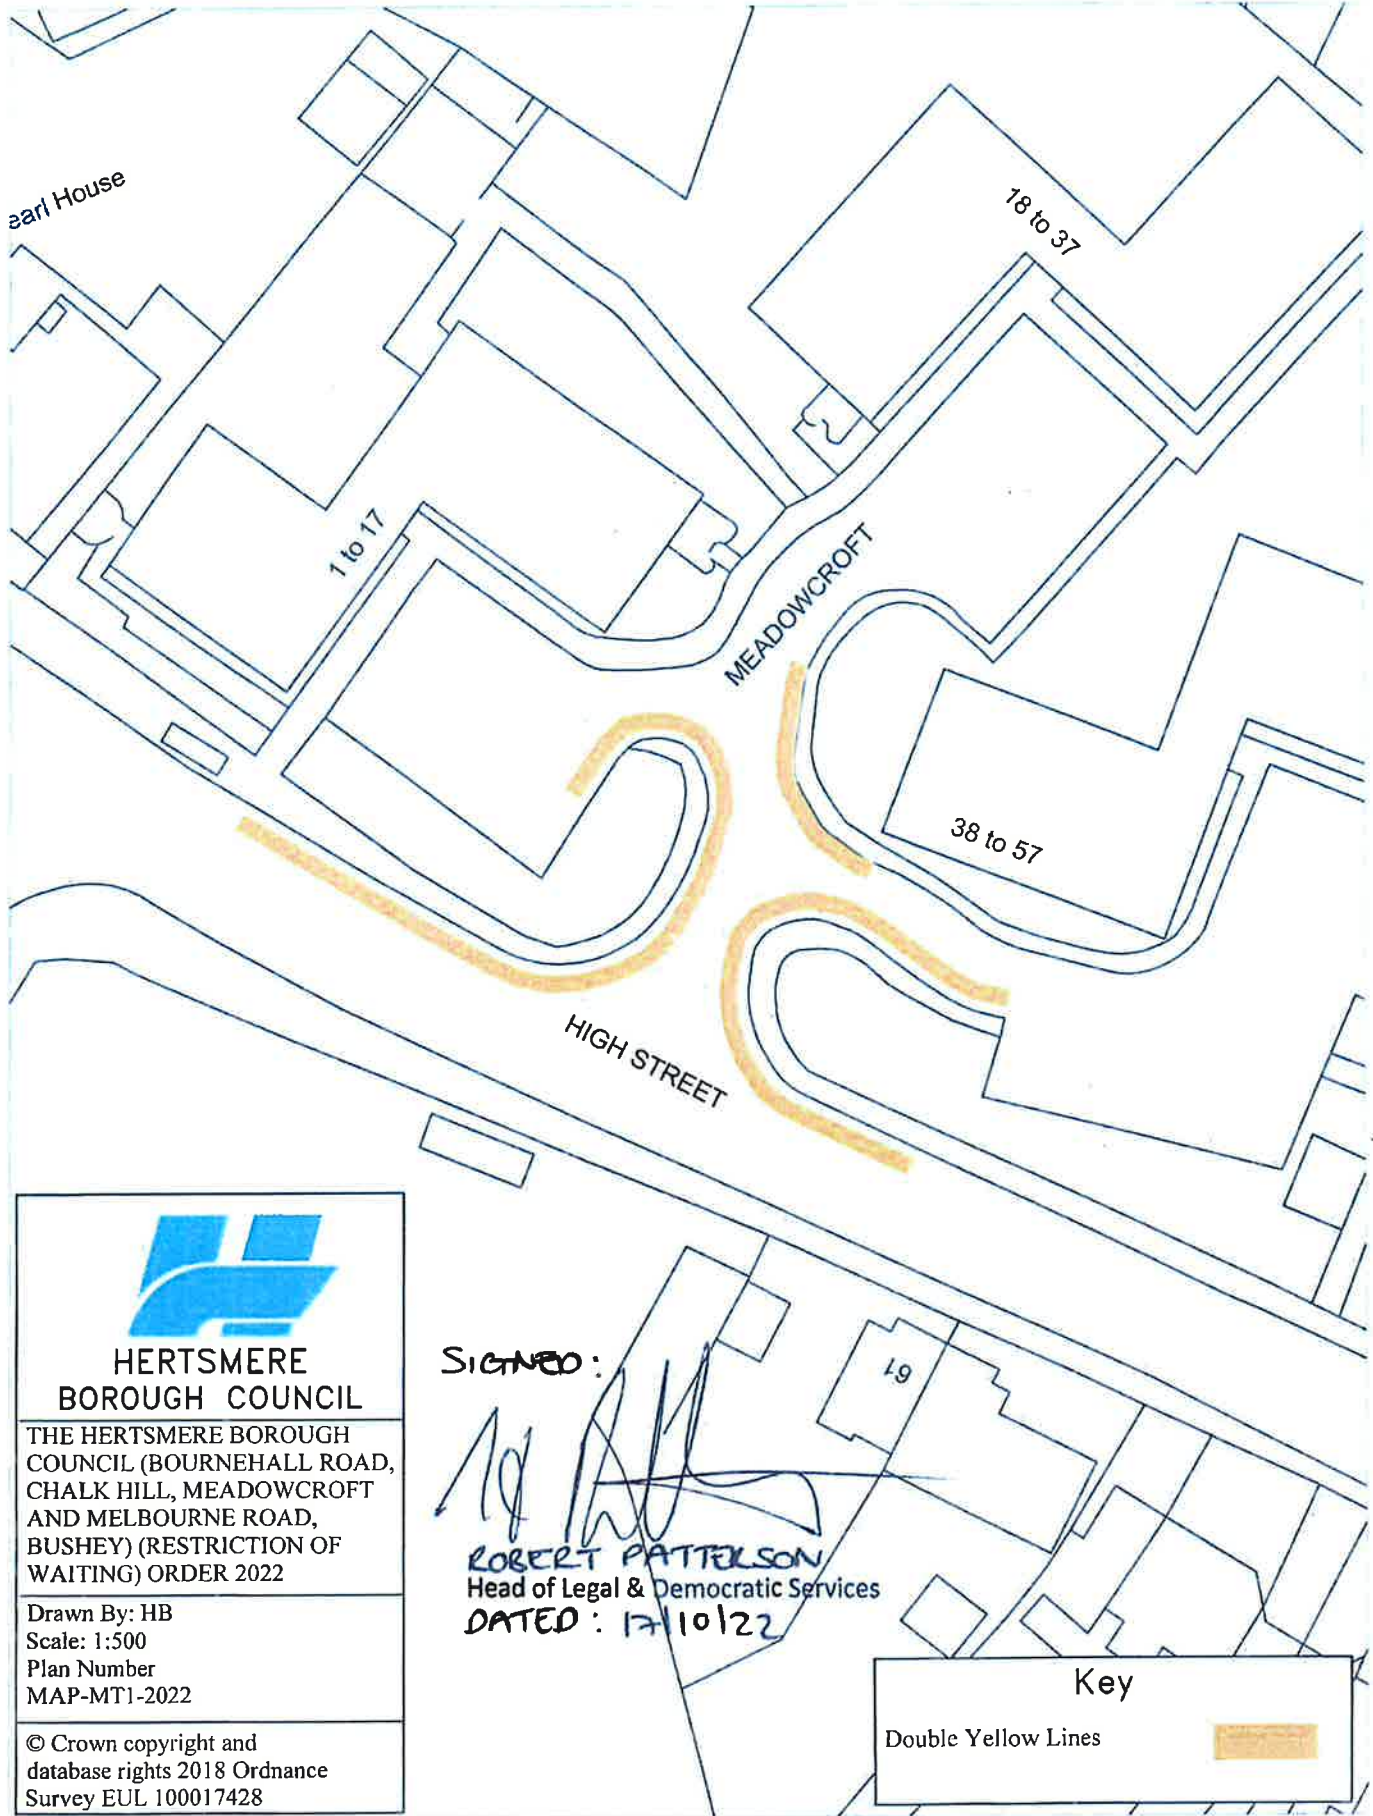 earl House
18 to 37
1 to 17
MEADOWCROFT
38 to 57
HIGH STREET
61
HERTSMERE
BOROUGH COUNCIL
THE HERTSMERE BOROUGH
COUNCIL (BOURNEHALL ROAD,
CHALK HILL, MEADOWCROFT
AND MELBOURNE ROAD,
BUSHEY) (RESTRICTION OF
WAITING) ORDER 2022
Drawn By: HB
Scale: 1:500
Plan Number
MAP-MT1-2022
© Crown copyright and
database rights 2018 Ordnance
Survey EUL 100017428
SIGNED:
ROBERT PATTERSON
Head of Legal & Democratic Services
DATED: 17/10/22
Key
Double Yellow Lines